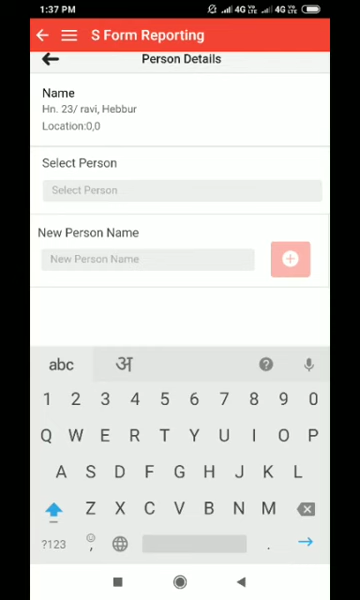 1:37 PM 4G VoLTE 4G VoLTE
S Form Reporting
Person Details
Name
Hn. 23/ ravi, Hebbur
Location:0,0
Select Person
Select Person
New Person Name
New Person Name
abc अ ?
1 2 3 4 5 6 7 8 9 0
Q W E R T Y U I O P
A S D F G H J K L
Z X C V B N M
?123 , .